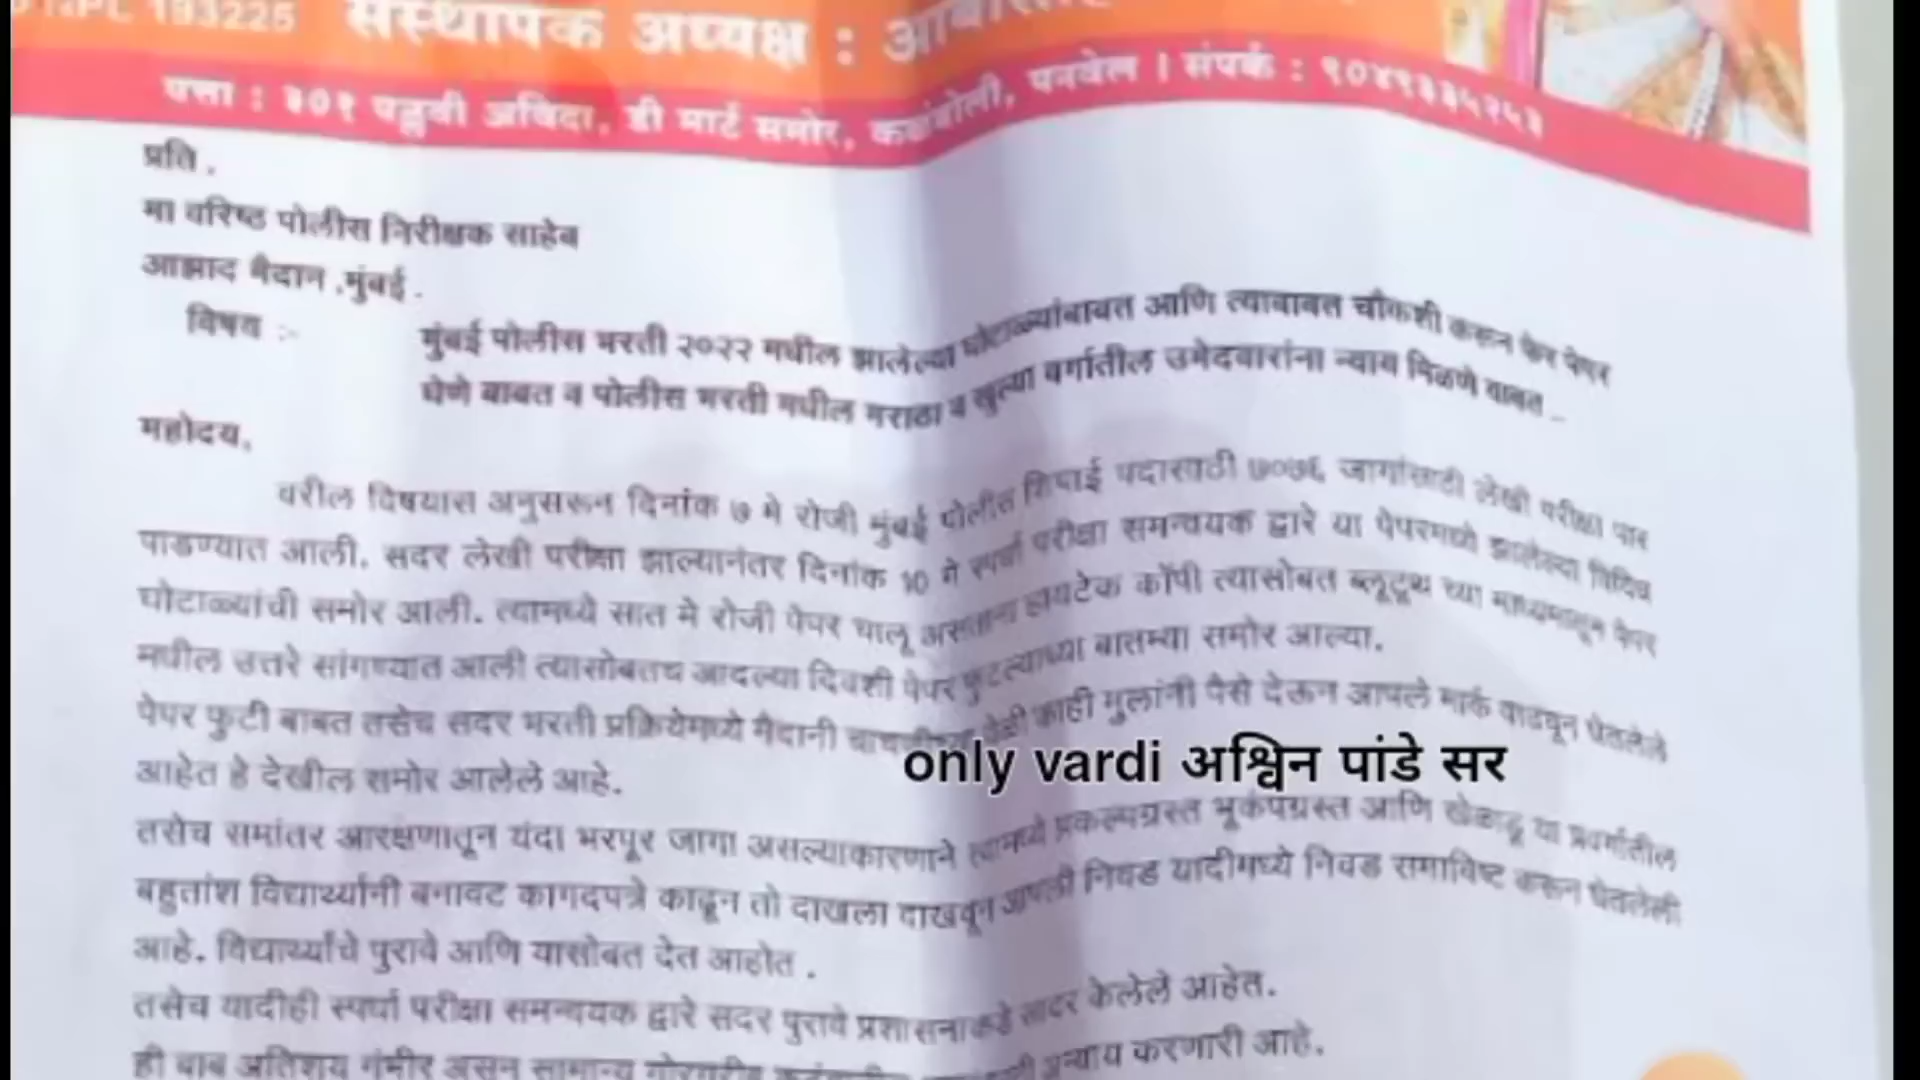 NPL 193225 संस्थापक अध्यक्ष :
पत्ता : ३०१ पल्लवी अविदा, डी मार्ट समोर, कळंबोली, पनवेल । संपर्क : ९०४९३३५२५३
प्रति .
मा वरिष्ठ पोलीस निरीक्षक साहेब
आझाद मैदान .मुंबई .
विषय :- मुंबई पोलीस भरती २०२२ मधील झालेल्या घोटाळ्यांबाबत आणि त्याबाबत चौकशी करून फेर पेपर
घेणे बाबत व पोलीस भरती मधील मराठा व खुल्या वर्गातील उमेदवारांना न्याय मिळणे बाबत ..
महोदय,
वरील विषयास अनुसरून दिनांक ७ मे रोजी मुंबई पोलीस शिपाई पदासाठी ७०७६ जागांसाठी लेखी परीक्षा पार
पाडण्यात आली. सदर लेखी परीक्षा झाल्यानंतर दिनांक 10 मे स्पर्धा परीक्षा समन्वयक द्वारे या पेपरमध्ये झालेल्या विविध
घोटाळ्यांची समोर आली. त्यामध्ये सात मे रोजी पेपर चालू असताना हायटेक कॉपी त्यासोबत ब्लूटूथ च्या माध्यमातून पेपर
मधील उत्तरे सांगण्यात आली त्यासोबतच आदल्या दिवशी पेपर फुटल्याच्या बातम्या समोर आल्या.
पेपर फुटी बाबत तसेच सदर भरती प्रक्रियेमध्ये मैदानी काही मुलांनी पैसे देऊन आपले मार्क वाढवून घेतलेले
only vardi अश्विन पांडे सर
आहेत हे देखील समोर आलेले आहे.
तसेच समांतर आरक्षणातून यंदा भरपूर जागा असल्याकारणाने त्यामध्ये प्रकल्पग्रस्त भूकंपग्रस्त आणि खेळाडू या प्रवर्गातील
बहुतांश विद्यार्थ्यांनी बनावट कागदपत्रे काढून तो दाखला दाखवून आपली निवड यादीमध्ये निवड समाविष्ट करून घेतलेली
आहे. विद्यार्थ्यांचे पुरावे आणि यासोबत देत आहोत .
तसेच यादीही स्पर्धा परीक्षा समन्वयक द्वारे सदर पुरावे प्रशासनाकडे सादर केलेले आहेत.
ही बाब अतिशय गंभीर असून सामान्य अन्याय करणारी आहे.